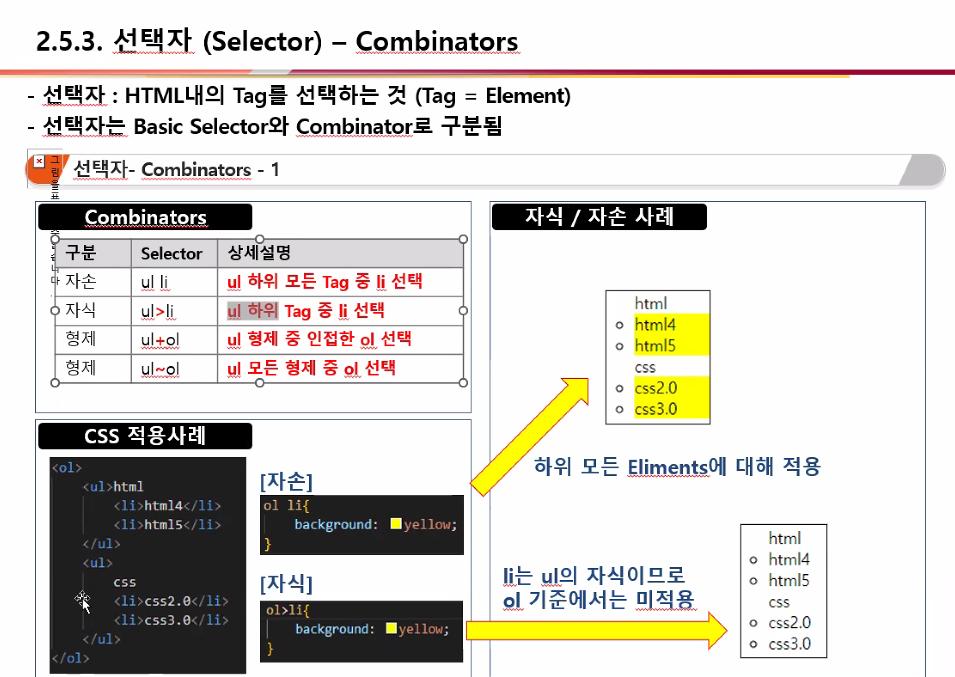 2.5.3. 선택자 (Selector) – Combinators
- 선택자 : HTML내의 Tag를 선택하는 것 (Tag = Element)
- 선택자는 Basic Selector와 Combinator로 구분됨
선택자- Combinators - 1
Combinators
구분 Selector 상세설명
자손 ul li ul 하위 모든 Tag 중 li 선택
자식 ul>li ul 하위 Tag 중 li 선택
형제 ul+ol ul 형제 중 인접한 ol 선택
형제 ul~ol ul 모든 형제 중 ol 선택
CSS 적용사례
<ol>
<ul>html
<li>html4</li>
<li>html5</li>
</ul>
<ul>
css
<li>css2.0</li>
<li>css3.0</li>
</ul>
</ol>
[자손]
ol li{
background: yellow;
}
[자식]
ol>li{
background: yellow;
}
자식 / 자손 사례
html
html4
html5
css
css2.0
css3.0
하위 모든 Eliments에 대해 적용
li는 ul의 자식이므로
ol 기준에서는 미적용
html
html4
html5
css
css2.0
css3.0